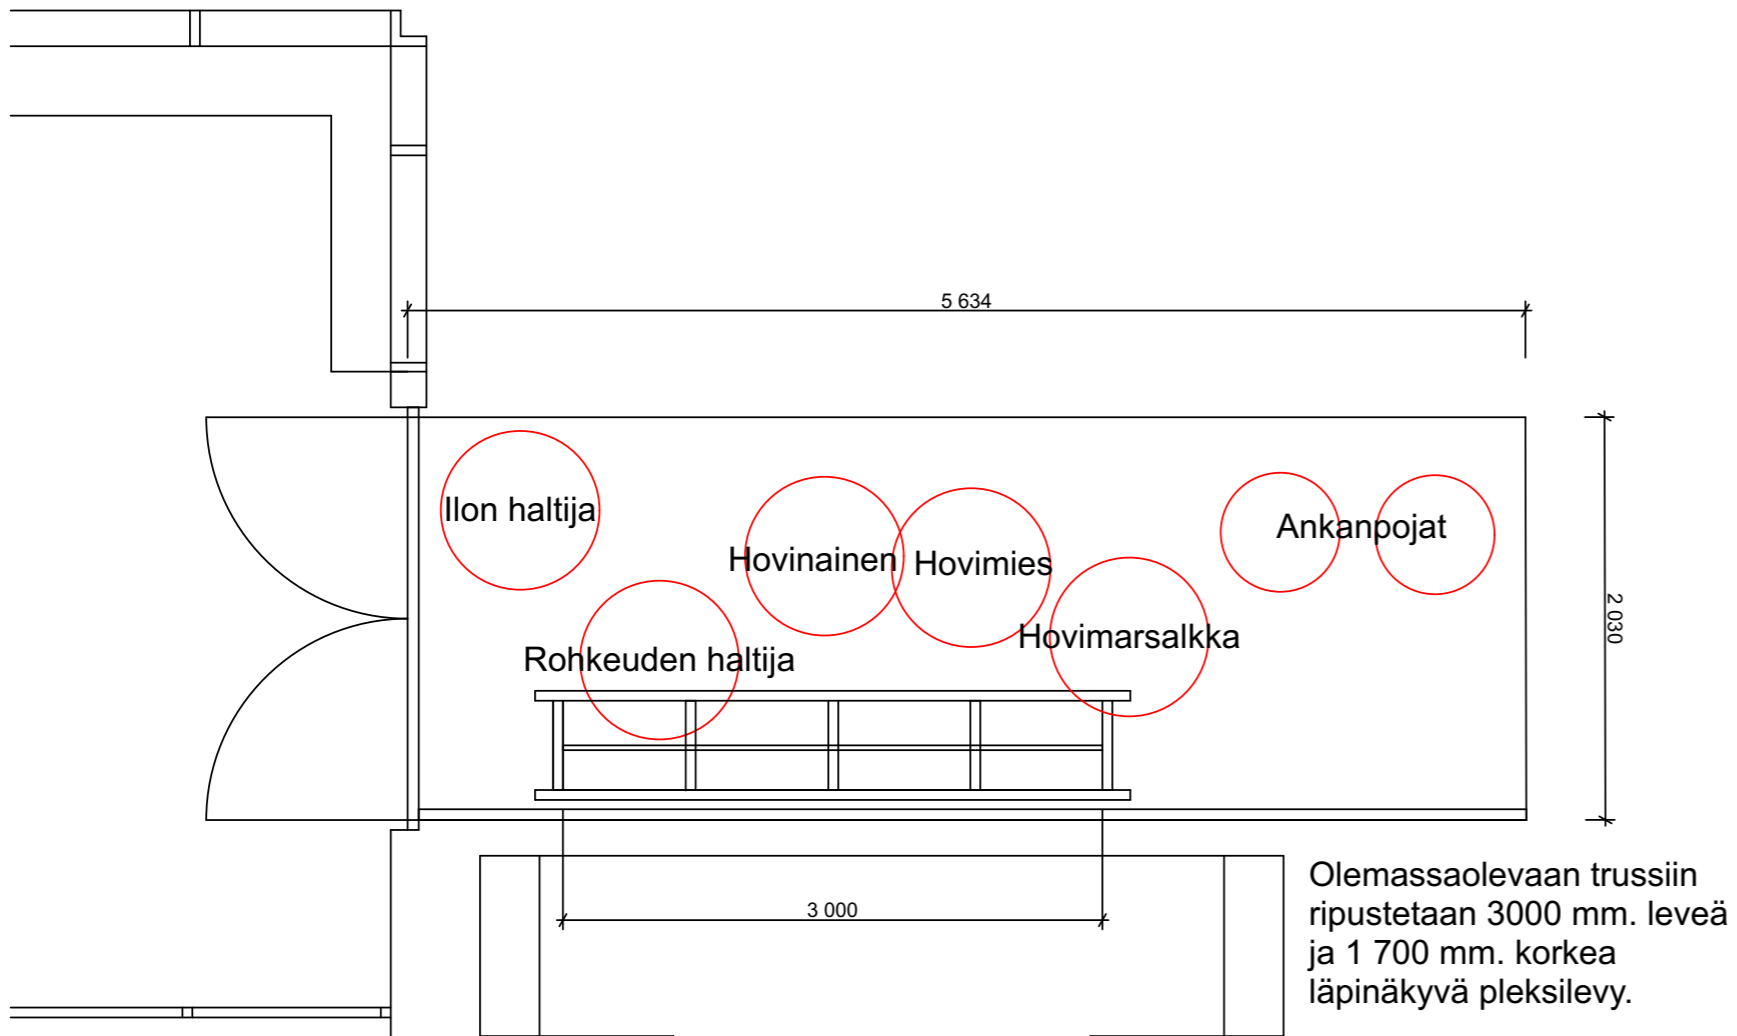 5 634
Ilon haltija
Ankanpojat
Hovinainen
Hovimies
2 030
Hovimarsalkka
Rohkeuden haltija
3 000
Olemassaolevaan trussiin
ripustetaan 3000 mm. leveä
ja 1 700 mm. korkea
läpinäkyvä pleksilevy.